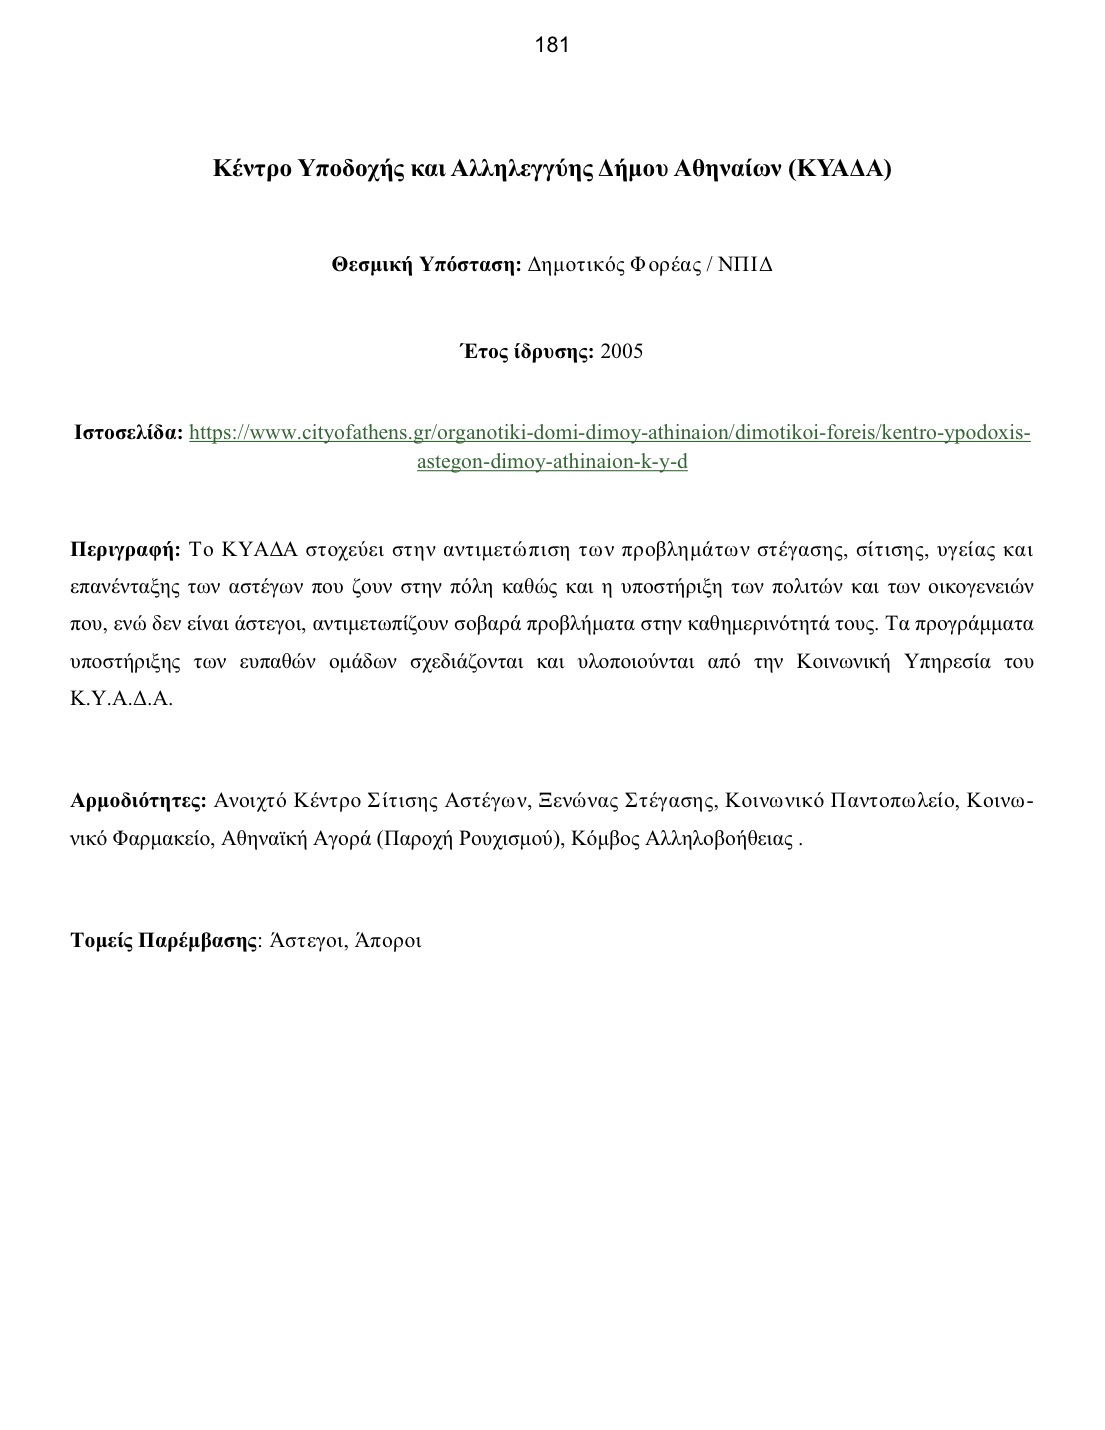 181
Κέντρο Υποδοχής και Αλληλεγγύης Δήμου Αθηναίων (ΚΥΑΔΑ)
Θεσμική Υπόσταση: Δημοτικός Φορέας / ΝΠΙΔ
Έτος ίδρυσης: 2005
Ιστοσελίδα: https://www.cityofathens.gr/organotiki-domi-dimoy-athinaion/dimotikoi-foreis/kentro-ypodoxis-
astegon-dimoy-athinaion-k-y-d
Περιγραφή: Το ΚΥΑΔΑ στοχεύει στην αντιμετώπιση των προβλημάτων στέγασης, σίτισης, υγείας και
επανένταξης των αστέγων που ζουν στην πόλη καθώς και η υποστήριξη των πολιτών και των οικογενειών
που, ενώ δεν είναι άστεγοι, αντιμετωπίζουν σοβαρά προβλήματα στην καθημερινότητά τους. Τα προγράμματα
υποστήριξης των ευπαθών ομάδων σχεδιάζονται και υλοποιούνται από την Κοινωνική Υπηρεσία του
Κ.Υ.Α.Δ.Α.
Αρμοδιότητες: Ανοιχτό Κέντρο Σίτισης Αστέγων, Ξενώνας Στέγασης, Κοινωνικό Παντοπωλείο, Κοινω-
νικό Φαρμακείο, Αθηναϊκή Αγορά (Παροχή Ρουχισμού), Κόμβος Αλληλοβοήθειας .
Τομείς Παρέμβασης: Άστεγοι, Άποροι